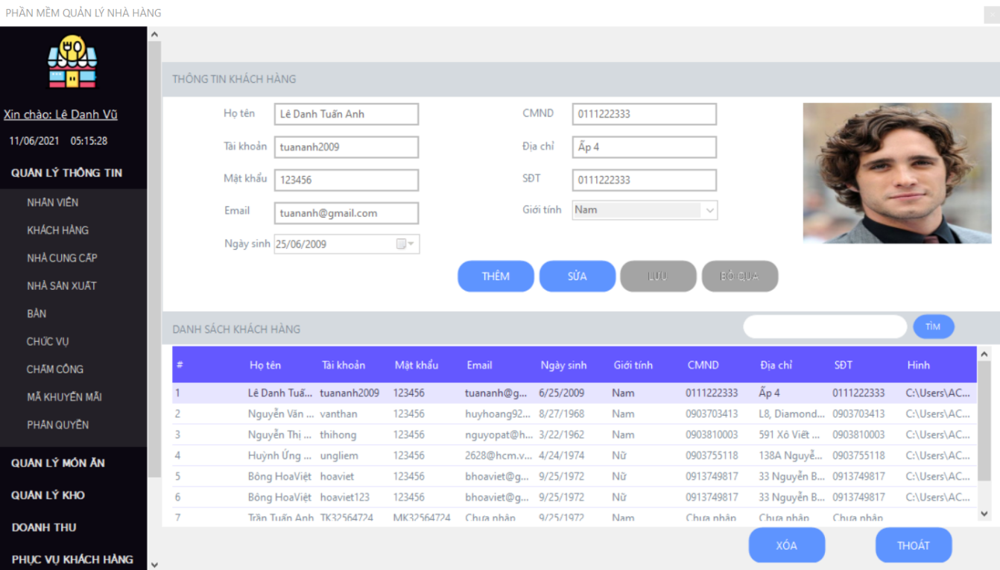 PHẦN MỀM QUẢN LÝ NHÀ HÀNG
Xin chào: Lê Danh Vũ
11/06/2021 05:15:28
QUẢN LÝ THÔNG TIN
NHÂN VIÊN
KHÁCH HÀNG
NHÀ CUNG CẤP
NHÀ SẢN XUẤT
BÀN
CHỨC VỤ
CHẤM CÔNG
MÃ KHUYẾN MÃI
PHÂN QUYỀN
QUẢN LÝ MÓN ĂN
QUẢN LÝ KHO
DOANH THU
PHỤC VỤ KHÁCH HÀNG
THÔNG TIN KHÁCH HÀNG
Họ tên Lê Danh Tuấn Anh CMND 0111222333
Tài khoản tuananh2009 Địa chỉ Ấp 4
Mật khẩu 123456 SĐT 0111222333
Email tuananh@gmail.com Giới tính Nam
Ngày sinh 25/06/2009
THÊM SỬA LƯU BỎ QUA
DANH SÁCH KHÁCH HÀNG TÌM
# Họ tên Tài khoản Mật khẩu Email Ngày sinh Giới tính CMND Địa chỉ SĐT Hình
1 Lê Danh Tuấ... tuananh2009 123456 tuananh@g... 6/25/2009 Nam 0111222333 Ấp 4 0111222333 C:\Users\AC...
2 Nguyễn Văn ... vanthan 123456 huyhoang92... 8/27/1968 Nam 0903703413 L8, Diamond... 0903703413 C:\Users\AC...
3 Nguyễn Thị ... thihong 123456 nguyopat@h... 3/22/1962 Nam 0903810003 591 Xô Viết ... 0903810003 C:\Users\AC...
4 Huỳnh Ứng ... ungliem 123456 2628@hcm.v... 4/24/1974 Nữ 0903755118 138A Nguyễ... 0903755118 C:\Users\AC...
5 Bông HoaViệt hoaviet 123456 bhoaviet@g... 9/25/1972 Nữ 0913749817 33 Nguyễn B... 0913749817 C:\Users\AC...
6 Bông HoaViệt hoaviet123 123456 bhoaviet@g... 9/25/1972 Nữ 0913749817 33 Nguyễn B... 0913749817 C:\Users\AC...
7 Trần Tuấn Anh TK32564724 MK32564724 Chưa nhập 9/25/1972 Nam Chưa nhập Chưa nhập Chưa nhập
XÓA THOÁT